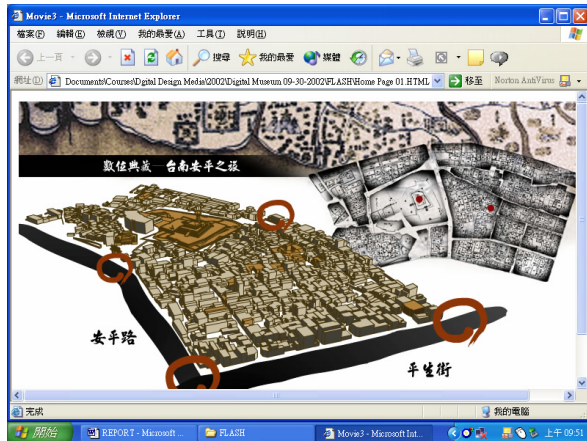 Movie3 - Microsoft Internet Explorer
檔案(F) 編輯(E) 檢視(V) 我的最愛(A) 工具(T) 說明(H)
上一頁 搜尋 我的最愛 媒體
網址(D) Documents\Courses\Dgital Design Media\2002\Digital Museum 09-30-2002\FLASH\Home Page 01.HTML 移至 Norton AntiVirus
數位典藏─台南安平之旅
安平路
平生街
完成 我的電腦
開始 REPORT - Microsoft ... FLASH Movie3 - Microsoft Int... 上午 09:51